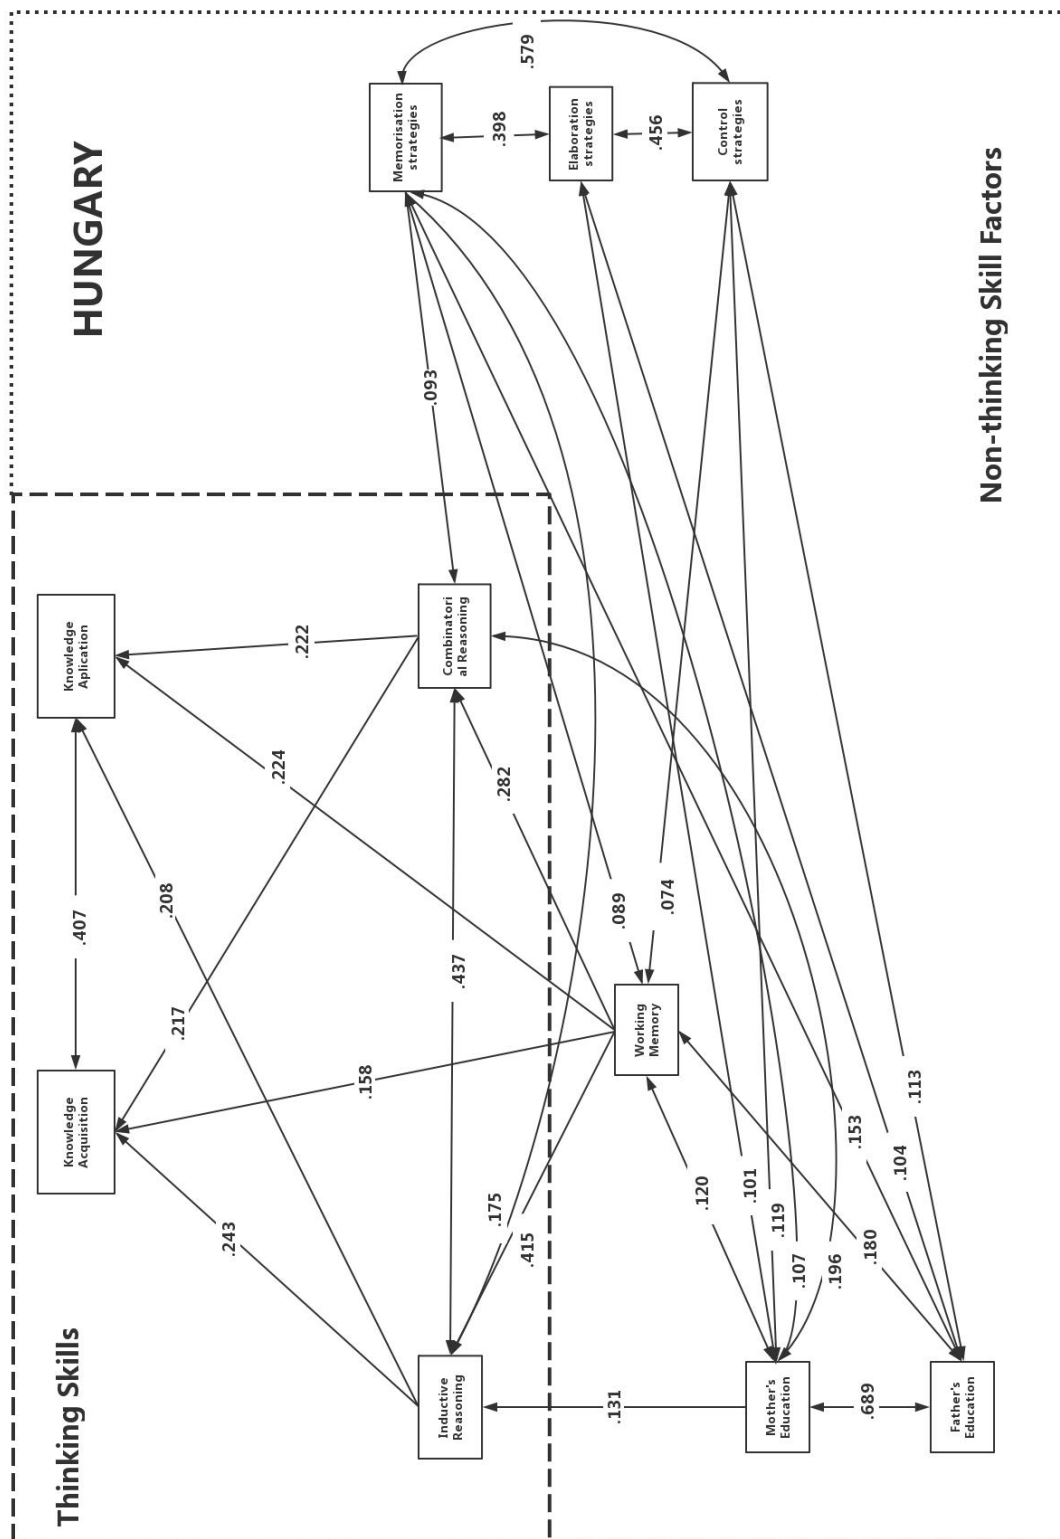 Thinking Skills
HUNGARY
Knowledge
Acquisition
.407
Knowledge
Aplication
.243
.217
.208
.224
.222
.158
.093
Inductive
Reasoning
.437
Combinatori
al Reasoning
Memorisation
strategies
.175
.415
.282
.398
.579
.131
.089
Working
Memory
.074
Elaboration
strategies
.456
.120
.101
.119
.107
.196
Mother's
Education
Control
strategies
.689
.180
.153
.104
.113
Father's
Education
Non-thinking Skill Factors